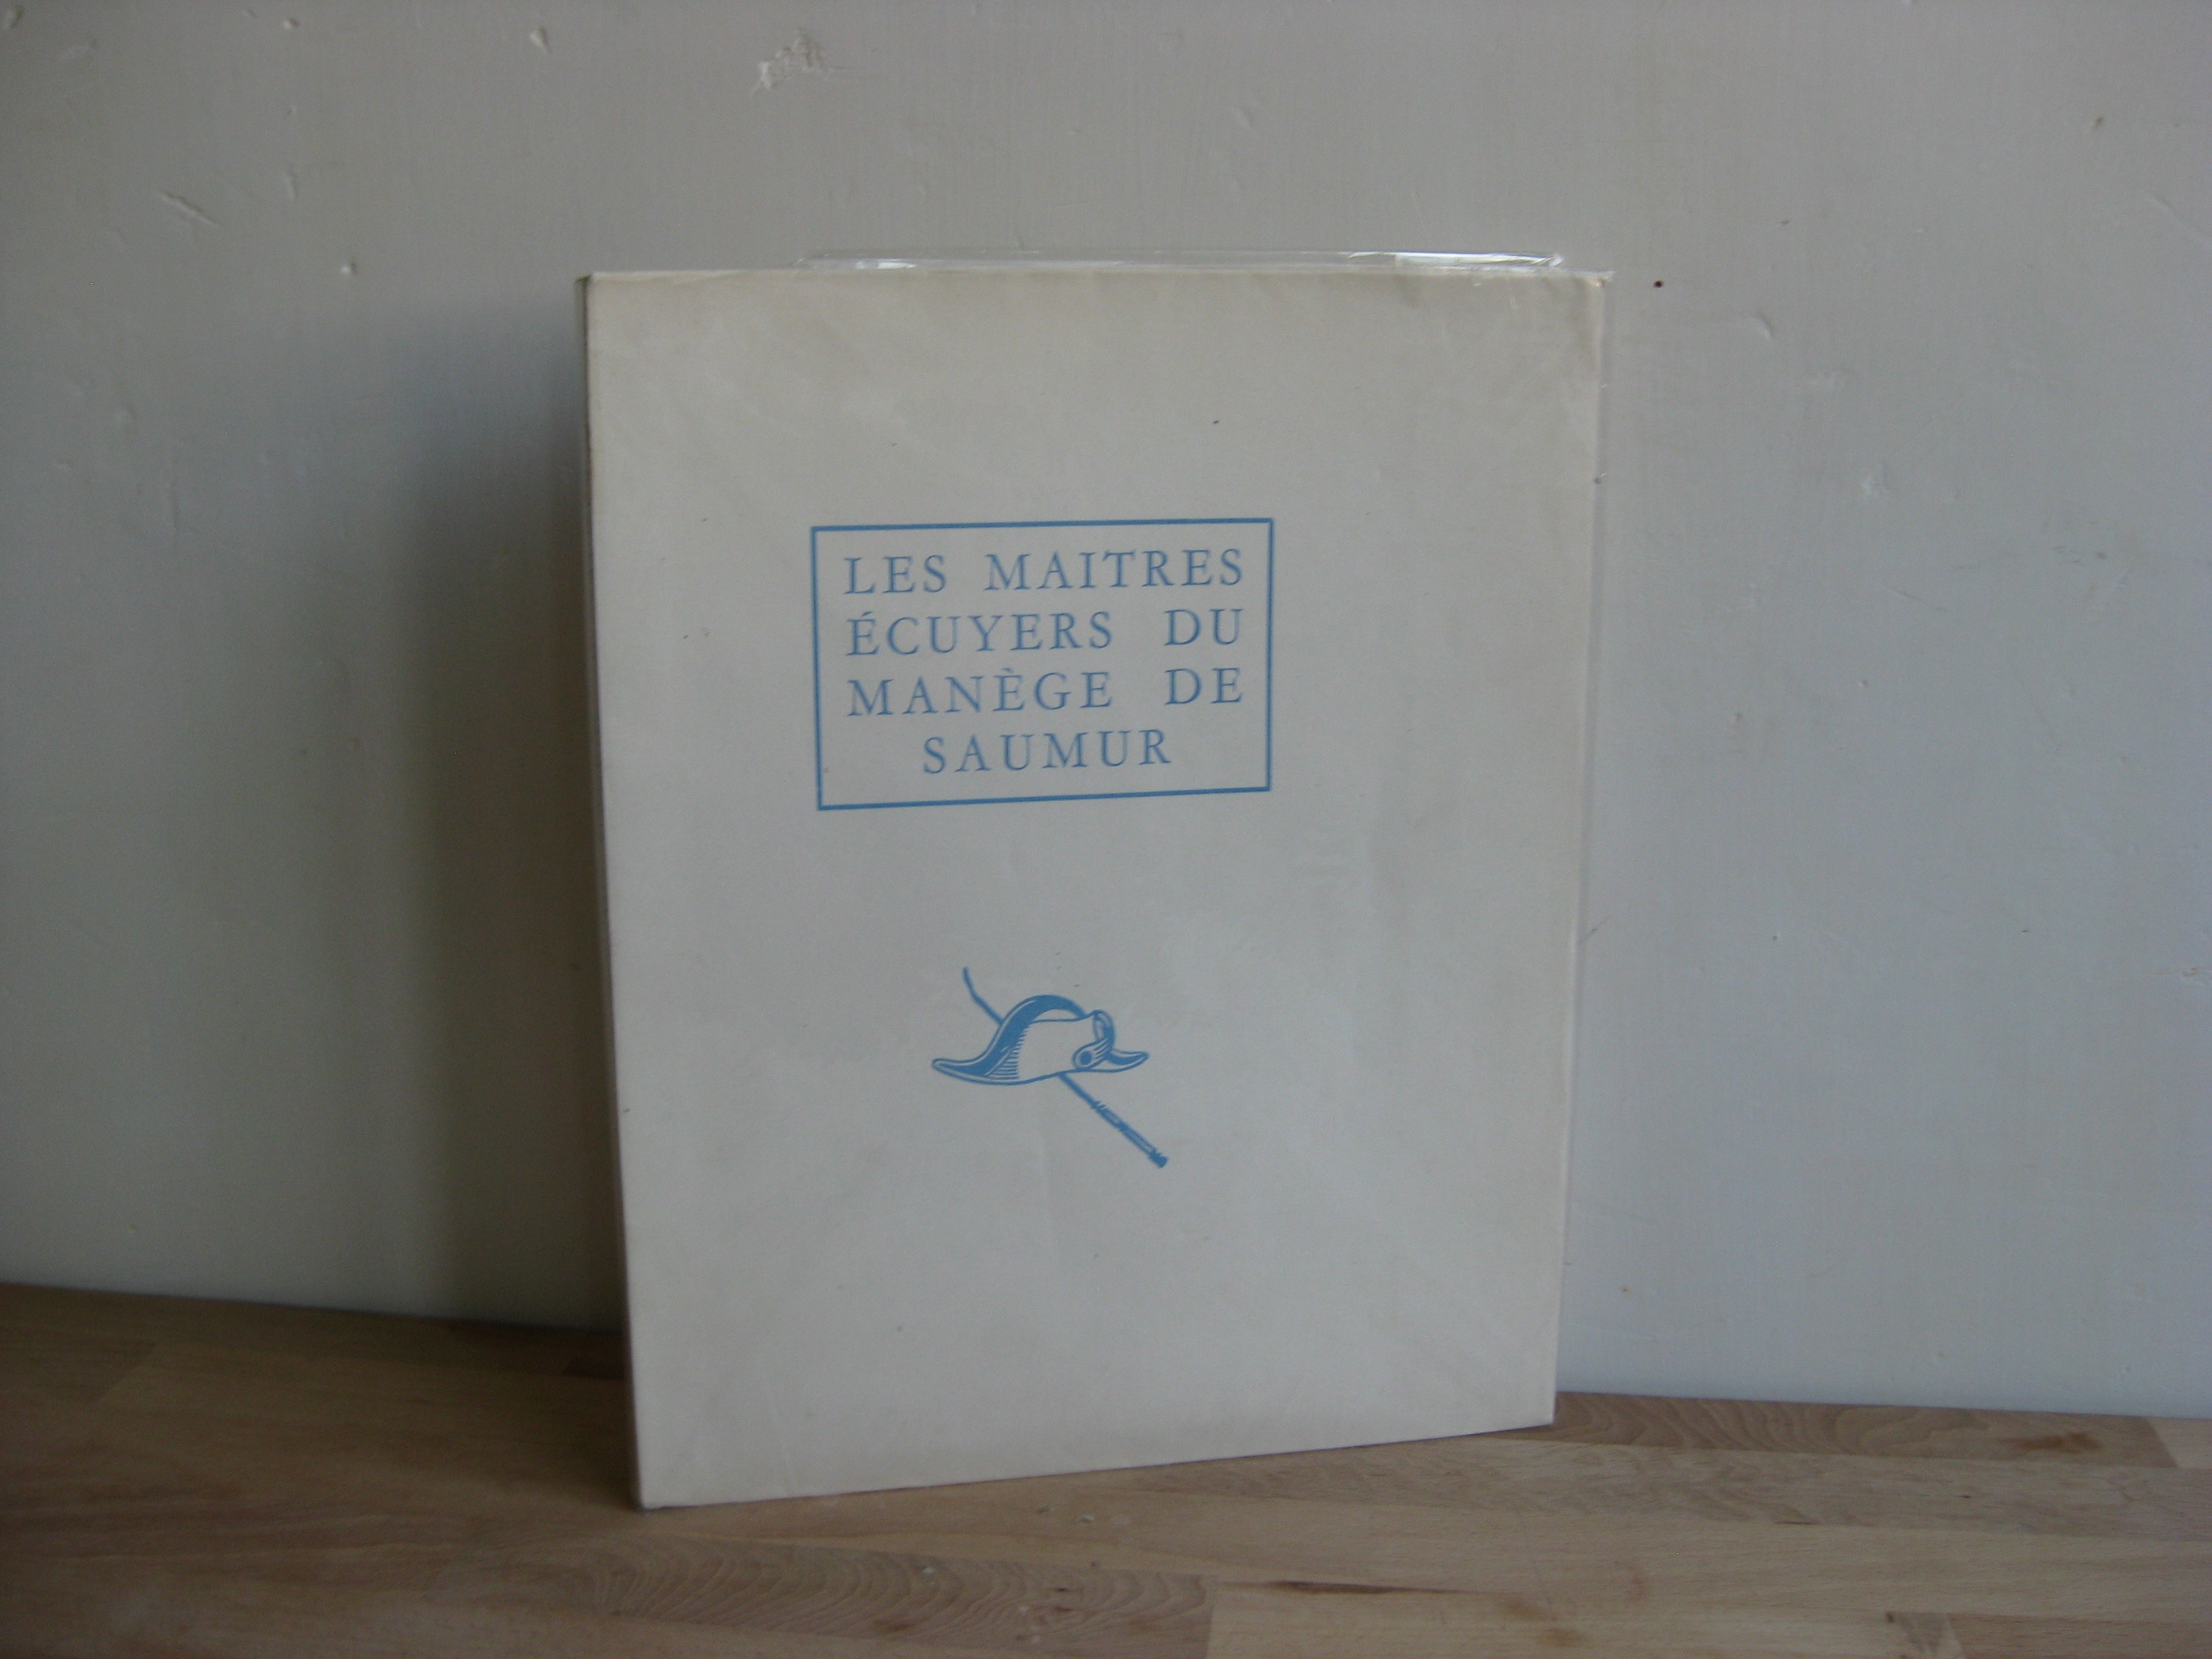 LES MAITRES
ÉCUYERS DU
MANÈGE DE
SAUMUR